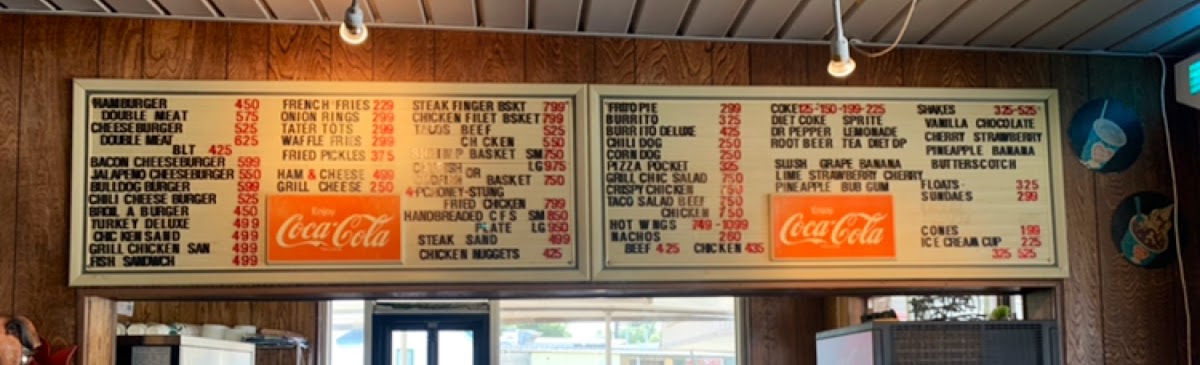 HAMBURGER 450
DOUBLE MEAT 575
CHEESEBURGER 525
DOUBLE MEAT 625
BLT 425
BACON CHEESEBURGER 599
JALAPENO CHEESEBURGER 550
BULLDOG BURGER 599
CHILI CHEESE BURGER 525
BROIL A BURGER 450
TURKEY DELUXE 499
CHICKEN SAND 499
GRILL CHICKEN SAN 499
FISH SANDWICH 499
FRENCH FRIES 229
ONION RINGS 299
TATER TOTS 299
WAFFLE FRIES 299
FRIED PICKLES 375
HAM & CHEESE 499
GRILL CHEESE 250
Enjoy
Coca-Cola
STEAK FINGER BSKT 799
CHICKEN FILET BSKET 799
TACOS BEEF 525
CH CKEN 550
BASKET SM 750
LG 975
OR
BASKET 750
4-PC HONEY-STUNG
FRIED CHICKEN 799
HANDBREADED C F S SM 850
PLATE LG 950
STEAK SAND 499
CHICKEN NUGGETS 425
FRITO PIE 299
BURRITO 325
BURRITO DELUXE 425
CHILI DOG 250
CORN DOG 250
PIZZA POCKET 325
GRILL CHIC SALAD 750
CRISPY CHICKEN 750
TACO SALAD BEEF 750
CHICKEN 750
HOT W NGS 749-1099
NACHOS 260
BEEF 425 CHICKEN 435
COKE 125-150-199-225
DIET COKE SPRITE
DR PEPPER LEMONADE
ROOT BEER TEA DIET DP
SLUSH GRAPE BANANA
LIME STRAWBERRY CHERRY
PINEAPPLE BUB GUM
Enjoy
Coca-Cola
SHAKES 325-525
VANILLA CHOCOLATE
CHERRY STRAWBERRY
PINEAPPLE BANANA
BUTTERSCOTCH
FLOATS 325
SUNDAES 299
CONES 199
ICE CREAM CUP 225
325 525